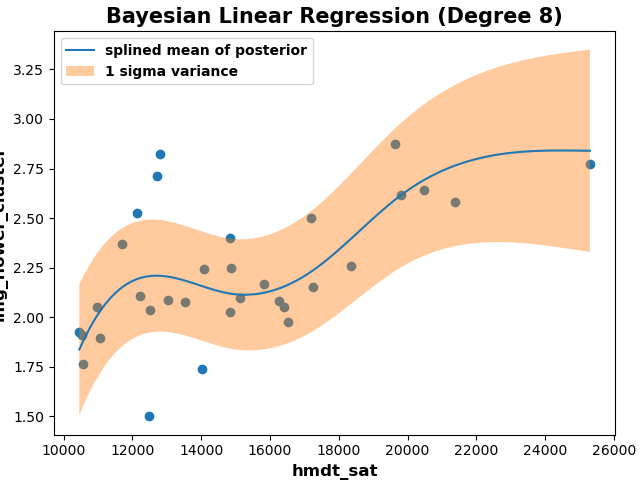 Bayesian Linear Regression (Degree 8)
splined mean of posterior
1 sigma variance
3.25
3.00
2.75
2.50
2.25
2.00
1.75
1.50
10000 12000 14000 16000 18000 20000 22000 24000 26000
hmdt_sat